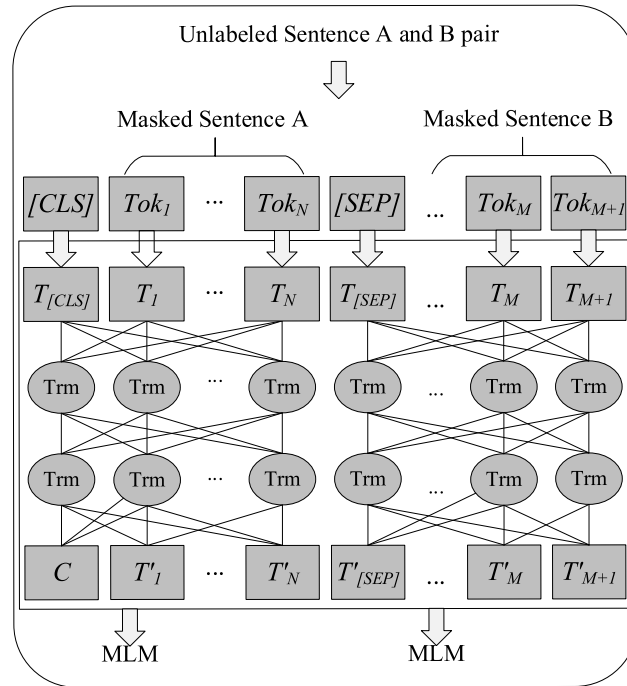 Unlabeled Sentence A and B pair
Masked Sentence A Masked Sentence B
[CLS] Tok1 ... TokN [SEP] ... TokM TokM+1
T[CLS] T1 ... TN T[SEP] ... TM TM+1
Trm Trm ... Trm Trm ... Trm Trm
Trm Trm ... Trm Trm ... Trm Trm
C T'1 ... T'N T'[SEP] ... T'M T'M+1
MLM MLM